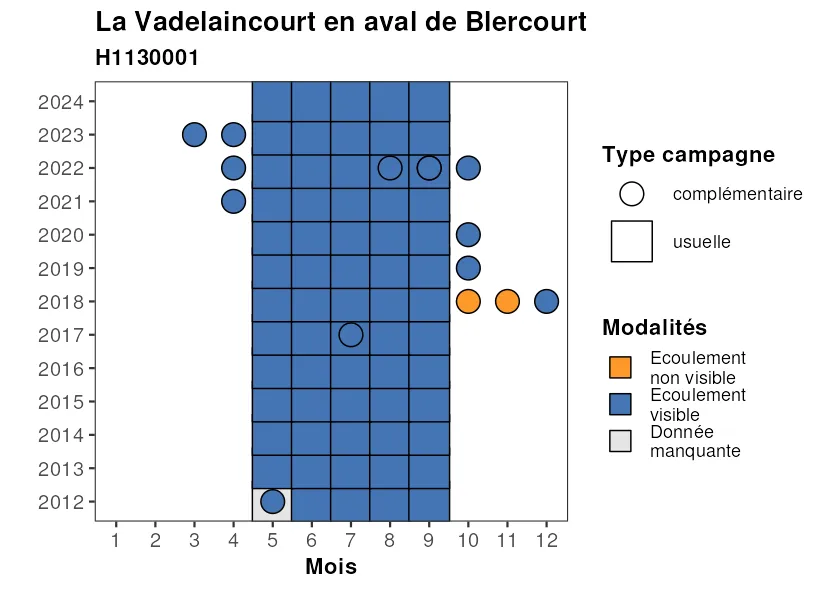 La Vadelaincourt en aval de Blercourt
H1130001
2024
2023
2022
2021
2020
2019
2018
2017
2016
2015
2014
2013
2012
1 2 3 4 5 6 7 8 9 10 11 12
Mois
Type campagne
complémentaire
usuelle
Modalités
Ecoulement
non visible
Ecoulement
visible
Donnée
manquante